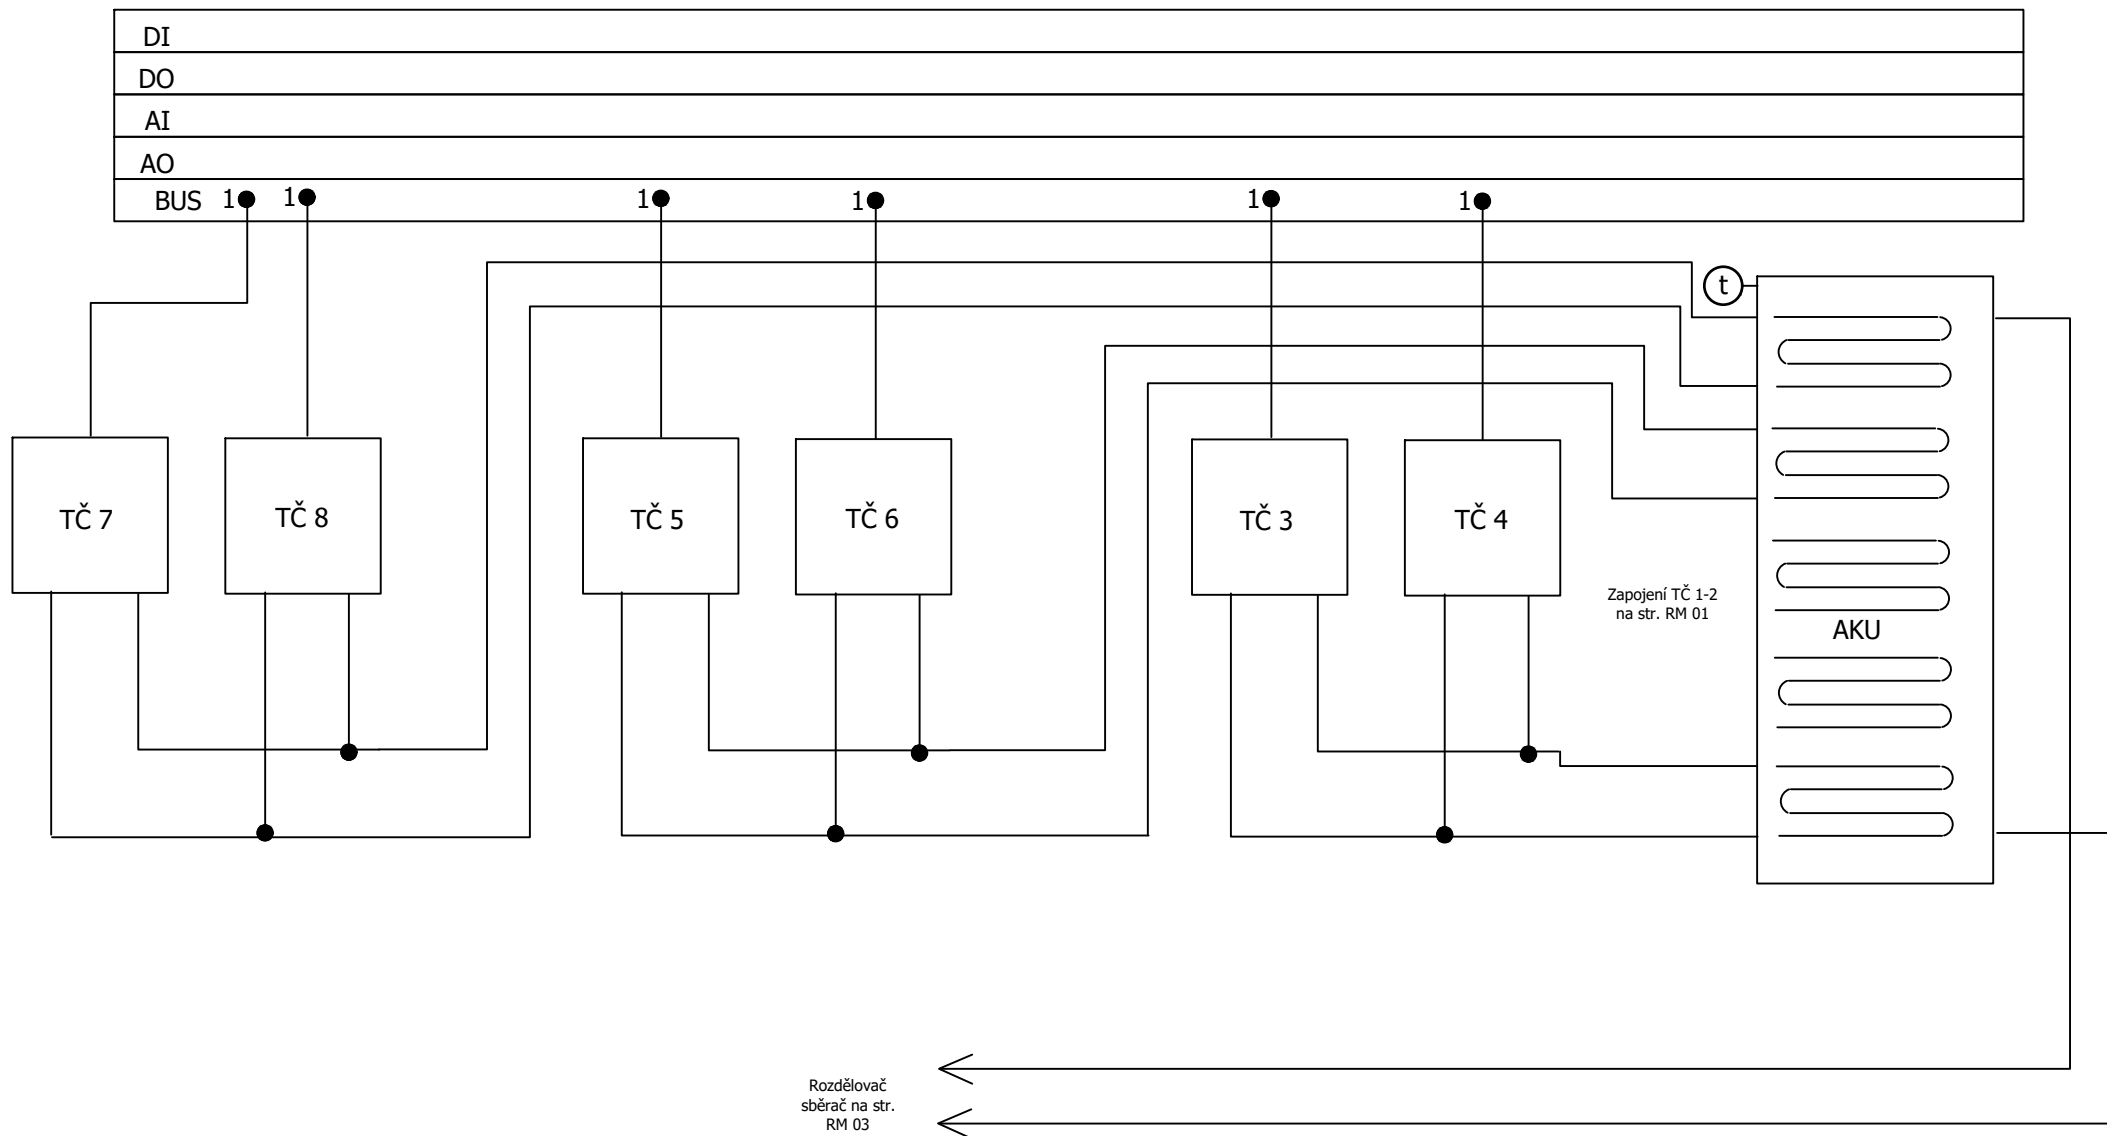 DI
DO
AI
AO
BUS 1 1 1 1 1 1
t
TČ 7 TČ 8 TČ 5 TČ 6 TČ 3 TČ 4
Zapojení TČ 1-2
na str. RM 01
AKU
Rozdělovač
sběrač na str.
RM 03